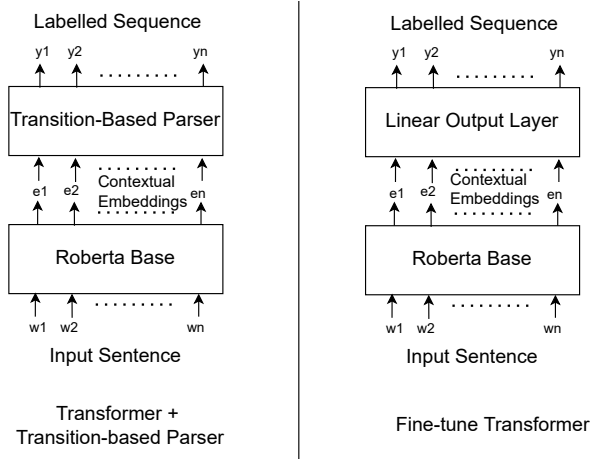 Labelled Sequence
y1 y2 ......... yn
Transition-Based Parser
.........
e1 e2 Contextual en
Embeddings
.........
Roberta Base
.........
w1 w2 wn
Input Sentence
Transformer +
Transition-based Parser
Labelled Sequence
y1 y2 ......... yn
Linear Output Layer
.........
e1 e2 Contextual en
Embeddings
.........
Roberta Base
.........
w1 w2 wn
Input Sentence
Fine-tune Transformer